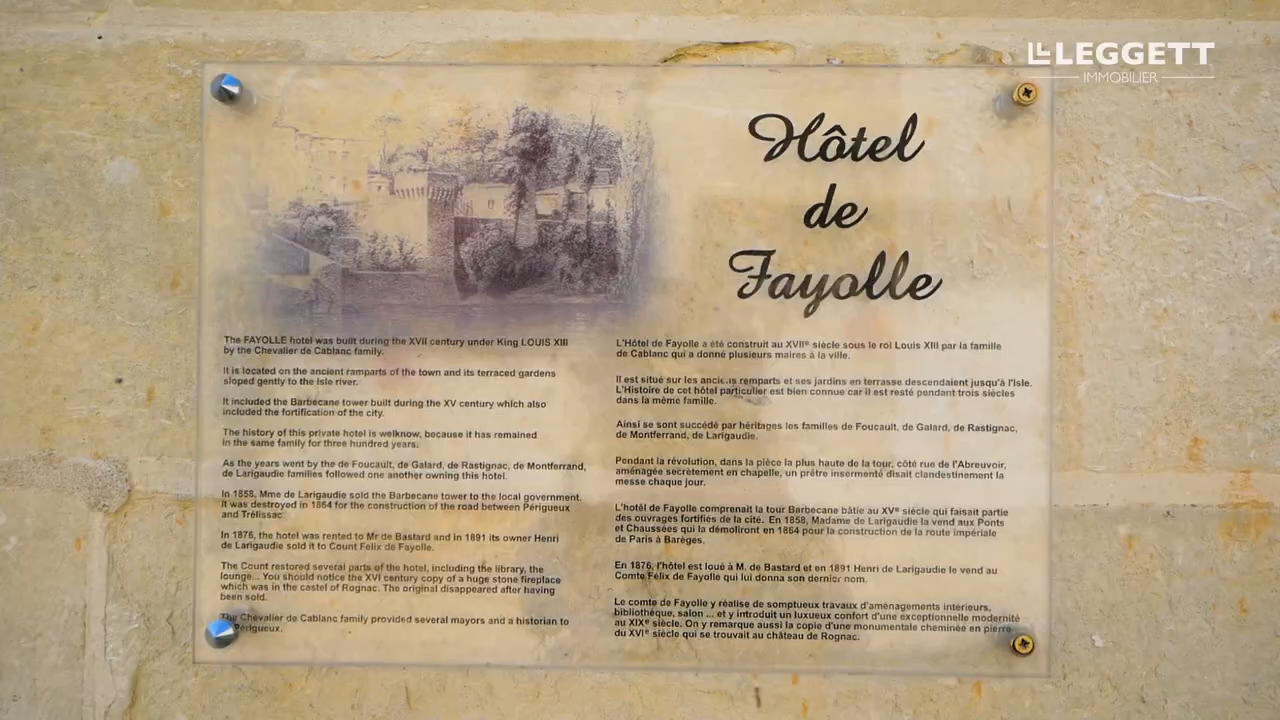 LEGGETT
IMMOBILIER
Hôtel
de
Fayolle
The FAYOLLE hotel was built during the XVII century under King LOUIS XIII
by the Chevalier de Cablanc family.
It is located on the ancient ramparts of the town and its terraced gardens
sloped gently to the Isle river.
It included the Barbecane tower built during the XV century which also
included the fortification of the city.
The history of this private hotel is welknow, because it has remained
in the same family for three hundred years.
As the years went by the de Foucault, de Galard, de Rastignac, de Montferrand,
de Larigaudie families followed one another owning this hotel.
In 1858, Mme de Larigaudie sold the Barbecane tower to the local government.
It was destroyed in 1864 for the construction of the road between Périgueux
and Trélissac.
In 1876, the hotel was rented to Mr de Bastard and in 1891 its owner Henri
de Larigaudie sold it to Count Félix de Fayolle.
The Count restored several parts of the hotel, including the library, the
lounge... You should notice the XVI century copy of a huge stone fireplace
which was in the castel of Rognac. The original disappeared after having
been sold.
The Chevalier de Cablanc family provided several mayors and a historian to
Périgueux.
L'Hôtel de Fayolle a été construit au XVIIe siècle sous le roi Louis XIII par la famille
de Cablanc qui a donné plusieurs maires à la ville.
Il est situé sur les anciens remparts et ses jardins en terrasse descendaient jusqu'à l'Isle.
L'Histoire de cet hôtel particulier est bien connue car il est resté pendant trois siècles
dans la même famille.
Ainsi se sont succédé par héritages les familles de Foucault, de Galard, de Rastignac,
de Montferrand, de Larigaudie.
Pendant la révolution, dans la pièce la plus haute de la tour, côté rue de l'Abreuvoir,
aménagée secrètement en chapelle, un prêtre insermenté disait clandestinement la
messe chaque jour.
L'hôtel de Fayolle comprenait la tour Barbecane bâtie au XVe siècle qui faisait partie
des ouvrages fortifiés de la cité. En 1858, Madame de Larigaudie la vend aux Ponts
et Chaussées qui la démoliront en 1864 pour la construction de la route impériale
de Paris à Barèges.
En 1876, l'hôtel est loué à M. de Bastard et en 1891 Henri de Larigaudie le vend au
Comte Félix de Fayolle qui lui donna son dernier nom.
Le comte de Fayolle y réalise de somptueux travaux d'aménagements intérieurs,
bibliothèque, salon ... et y introduit un luxueux confort d'une exceptionnelle modernité
au XIXe siècle. On y remarque aussi la copie d'une monumentale cheminée en pierre
du XVIe siècle qui se trouvait au château de Rognac.